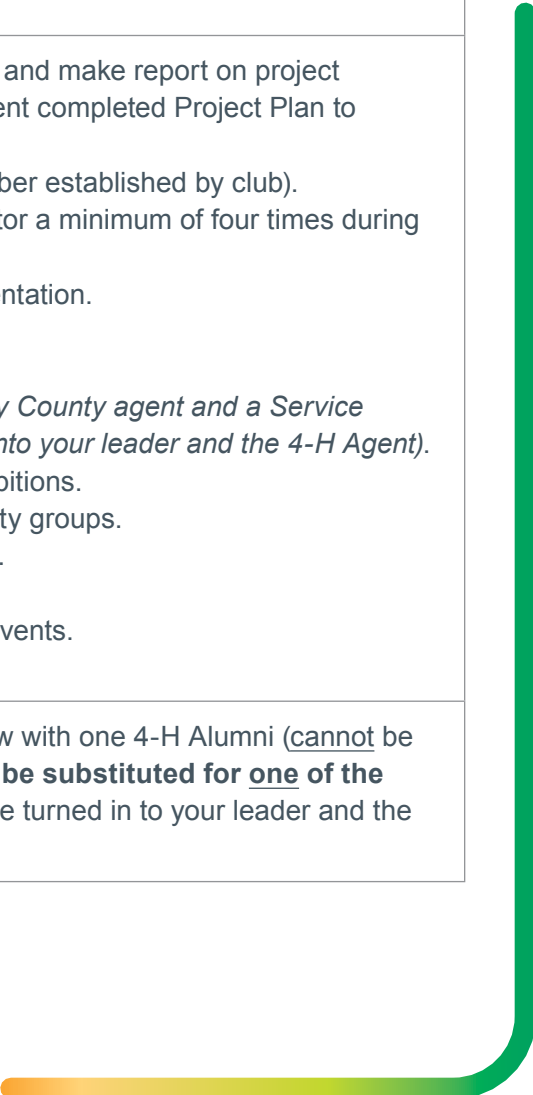 and make report on project
ent completed Project Plan to
ber established by club).
tor a minimum of four times during
entation.
y County agent and a Service
nto your leader and the 4-H Agent).
bitions.
ty groups.
.
vents.
w with one 4-H Alumni (cannot be
be substituted for one of the
e turned in to your leader and the